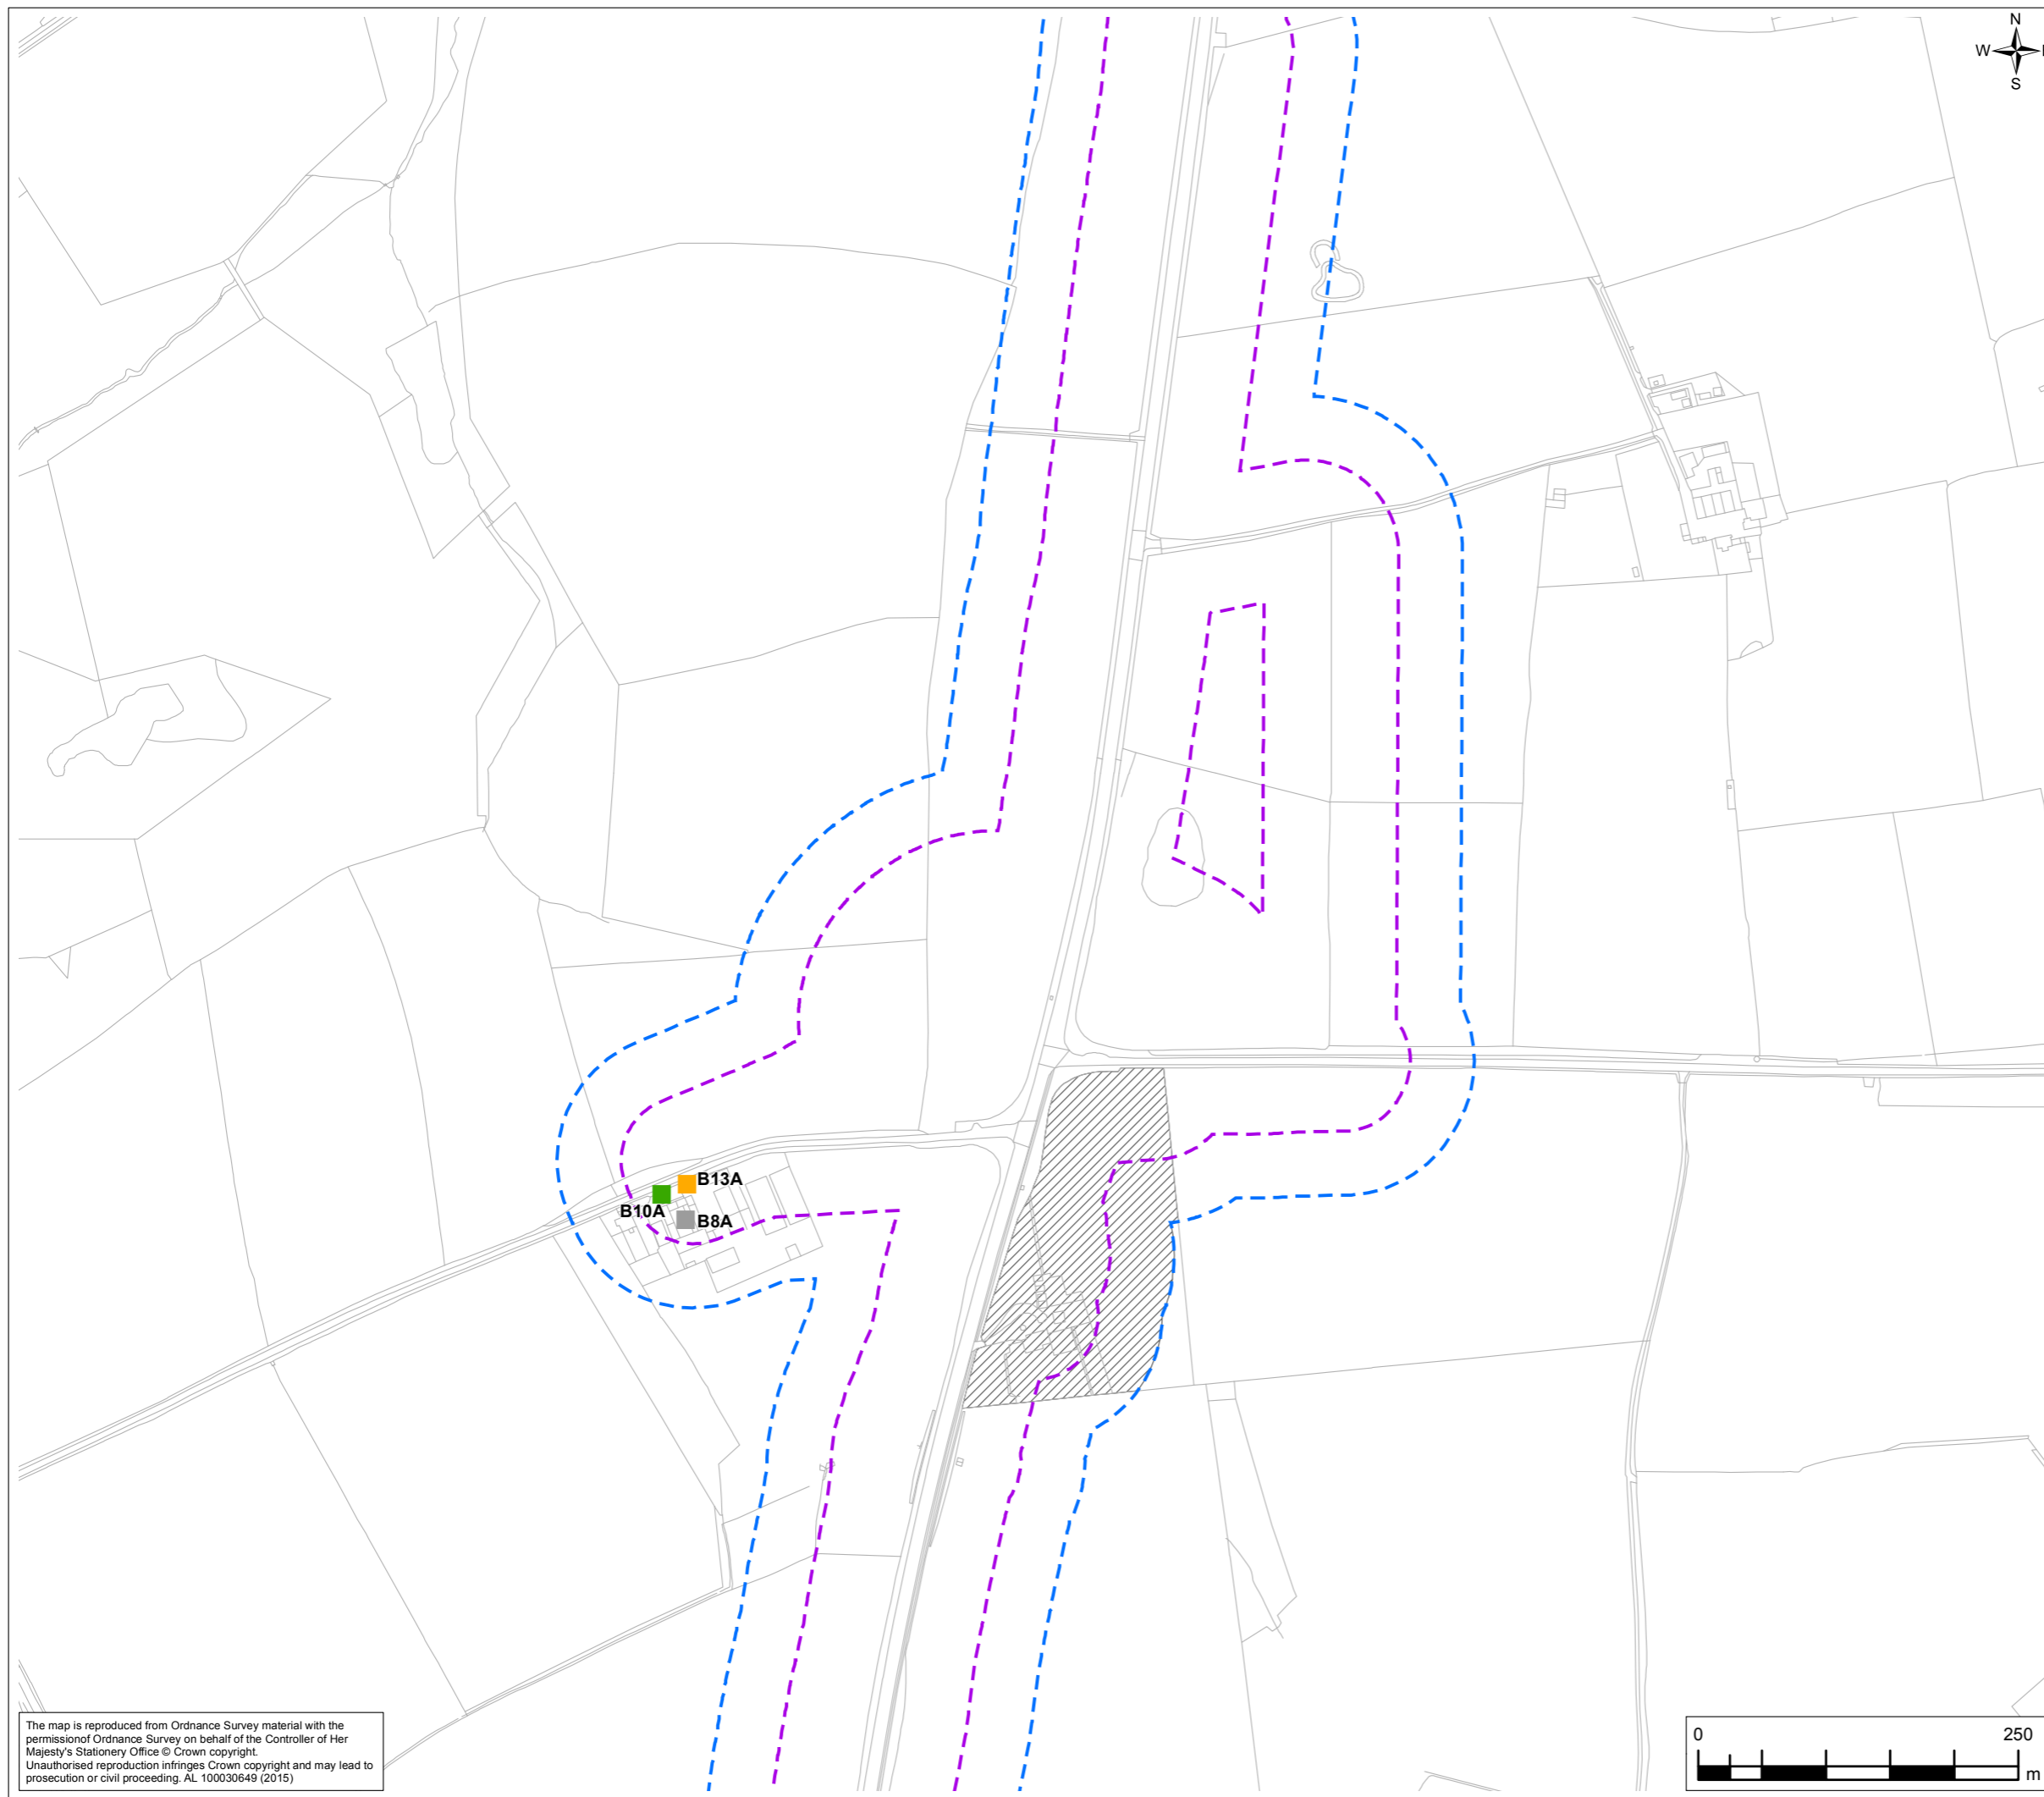 N
W
S
B13A
B10A
B8A
The map is reproduced from Ordnance Survey material with the
permissionof Ordnance Survey on behalf of the Controller of Her
Majesty's Stationery Office © Crown copyright.
Unauthorised reproduction infringes Crown copyright and may lead to
prosecution or civil proceeding. AL 100030649 (2015)
0 250
m